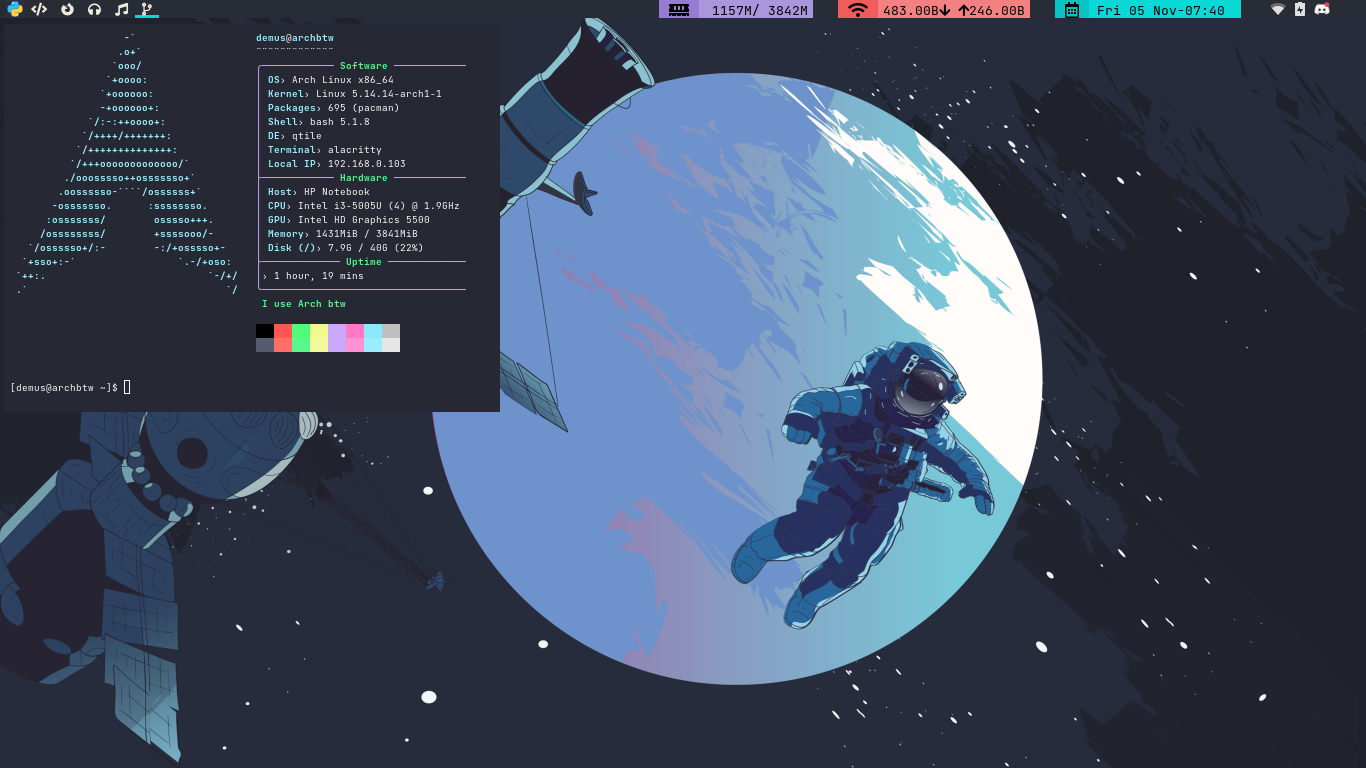 1157M/ 3842M
483.00B↓ ↑246.00B
Fri 05 Nov-07:40
demus@archbtw
Software
OS› Arch Linux x86_64
Kernel› Linux 5.14.14-arch1-1
Packages› 695 (pacman)
Shell› bash 5.1.8
DE› qtile
Terminal› alacritty
Local IP› 192.168.0.103
Hardware
Host› HP Notebook
CPU› Intel i3-5005U (4) @ 1.9GHz
GPU› Intel HD Graphics 5500
Memory› 1431MiB / 3841MiB
Disk (/)› 7.9G / 40G (22%)
Uptime
› 1 hour, 19 mins
I use Arch btw
[demus@archbtw ~]$